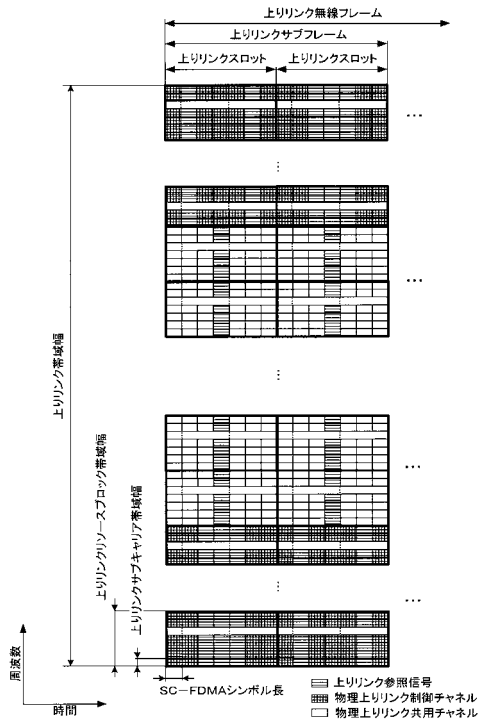 上りリンク無線フレーム
上りリンクサブフレーム
上りリンクスロット
上りリンクスロット
上りリンク帯域幅
上りリンクリソースブロック帯域幅
上りリンクサブキャリア帯域幅
周波数
時間
SC-FDMAシンボル長
上りリンク参照信号
物理上りリンク制御チャネル
物理上りリンク共用チャネル